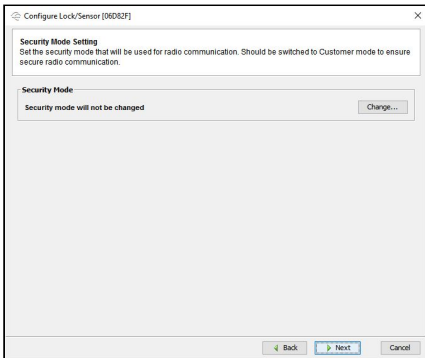 Configure Lock/Sensor [06D82F]
Security Mode Setting
Set the security mode that will be used for radio communication. Should be switched to Customer mode to ensure
secure radio communication.
Security Mode
Security mode will not be changed
Change...
Back
Next
Cancel